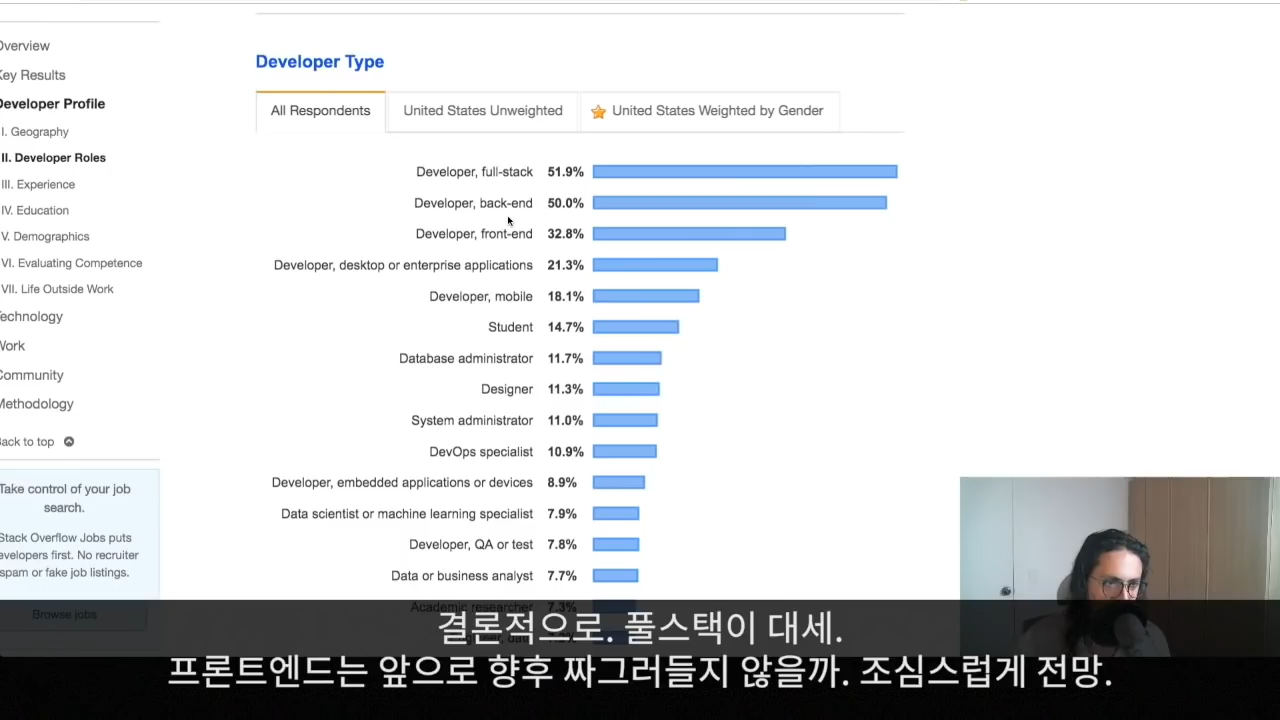 Overview
Key Results
Developer Profile
I. Geography
II. Developer Roles
III. Experience
IV. Education
V. Demographics
VI. Evaluating Competence
VII. Life Outside Work
Technology
Work
Community
Methodology
Back to top
Take control of your job
search.
Stack Overflow Jobs puts
developers first. No recruiter
spam or fake job listings.
Browse jobs
Developer Type
All Respondents
United States Unweighted
United States Weighted by Gender
Developer, full-stack 51.9%
Developer, back-end 50.0%
Developer, front-end 32.8%
Developer, desktop or enterprise applications 21.3%
Developer, mobile 18.1%
Student 14.7%
Database administrator 11.7%
Designer 11.3%
System administrator 11.0%
DevOps specialist 10.9%
Developer, embedded applications or devices 8.9%
Data scientist or machine learning specialist 7.9%
Developer, QA or test 7.8%
Data or business analyst 7.7%
Academic researcher 7.3%
결론적으로. 풀스택이 대세.
프론트엔드는 앞으로 향후 짜그러들지 않을까. 조심스럽게 전망.